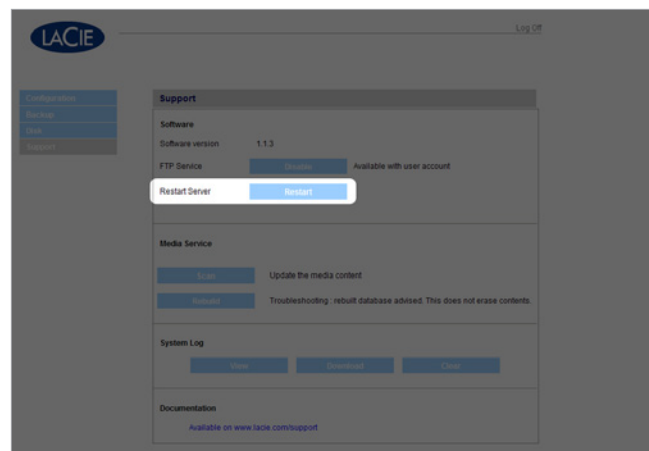 LACIE
Log Off
Configuration
Backup
Disk
Support
Support
Software
Software version 1.1.3
FTP Service Disable Available with user account
Restart Server Restart
Media Service
Scan Update the media content
Rebuild Troubleshooting : rebuilt database advised. This does not erase contents.
System Log
View Download Clear
Documentation
Available on www.lacie.com/support